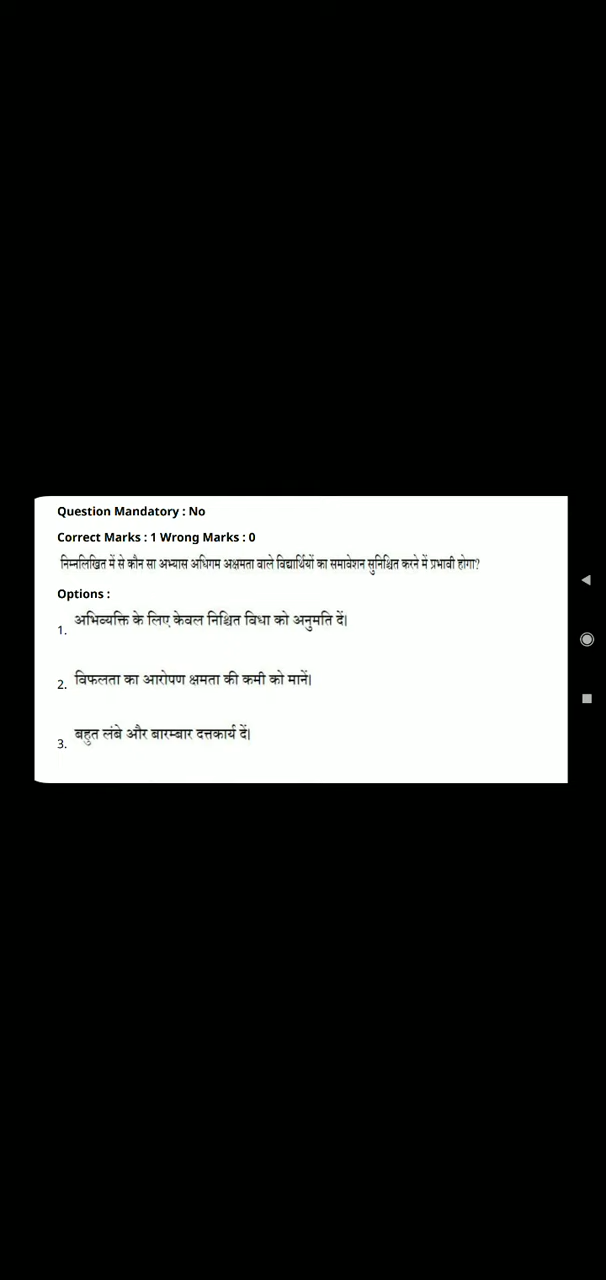 Question Mandatory : No
Correct Marks : 1 Wrong Marks : 0
निम्नलिखित में से कौन सा अभ्यास अधिगम अक्षमता वाले विद्यार्थियों का समावेशन सुनिश्चित करने में प्रभावी होगा?
Options :
1. अभिव्यक्ति के लिए केवल निश्चित विधा को अनुमति दें।
2. विफलता का आरोपण क्षमता की कमी को मानें।
3. बहुत लंबे और बारम्बार दत्तकार्य दें।